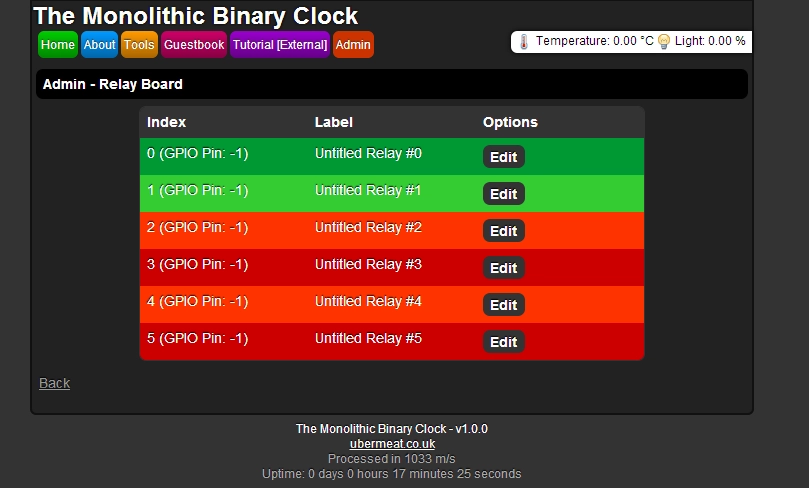 The Monolithic Binary Clock
Home About Tools Guestbook Tutorial [External] Admin
Temperature: 0.00 °C Light: 0.00 %
Admin - Relay Board
Index Label Options
0 (GPIO Pin: -1) Untitled Relay #0 Edit
1 (GPIO Pin: -1) Untitled Relay #1 Edit
2 (GPIO Pin: -1) Untitled Relay #2 Edit
3 (GPIO Pin: -1) Untitled Relay #3 Edit
4 (GPIO Pin: -1) Untitled Relay #4 Edit
5 (GPIO Pin: -1) Untitled Relay #5 Edit
Back
The Monolithic Binary Clock - v1.0.0
ubermeat.co.uk
Processed in 1033 m/s
Uptime: 0 days 0 hours 17 minutes 25 seconds